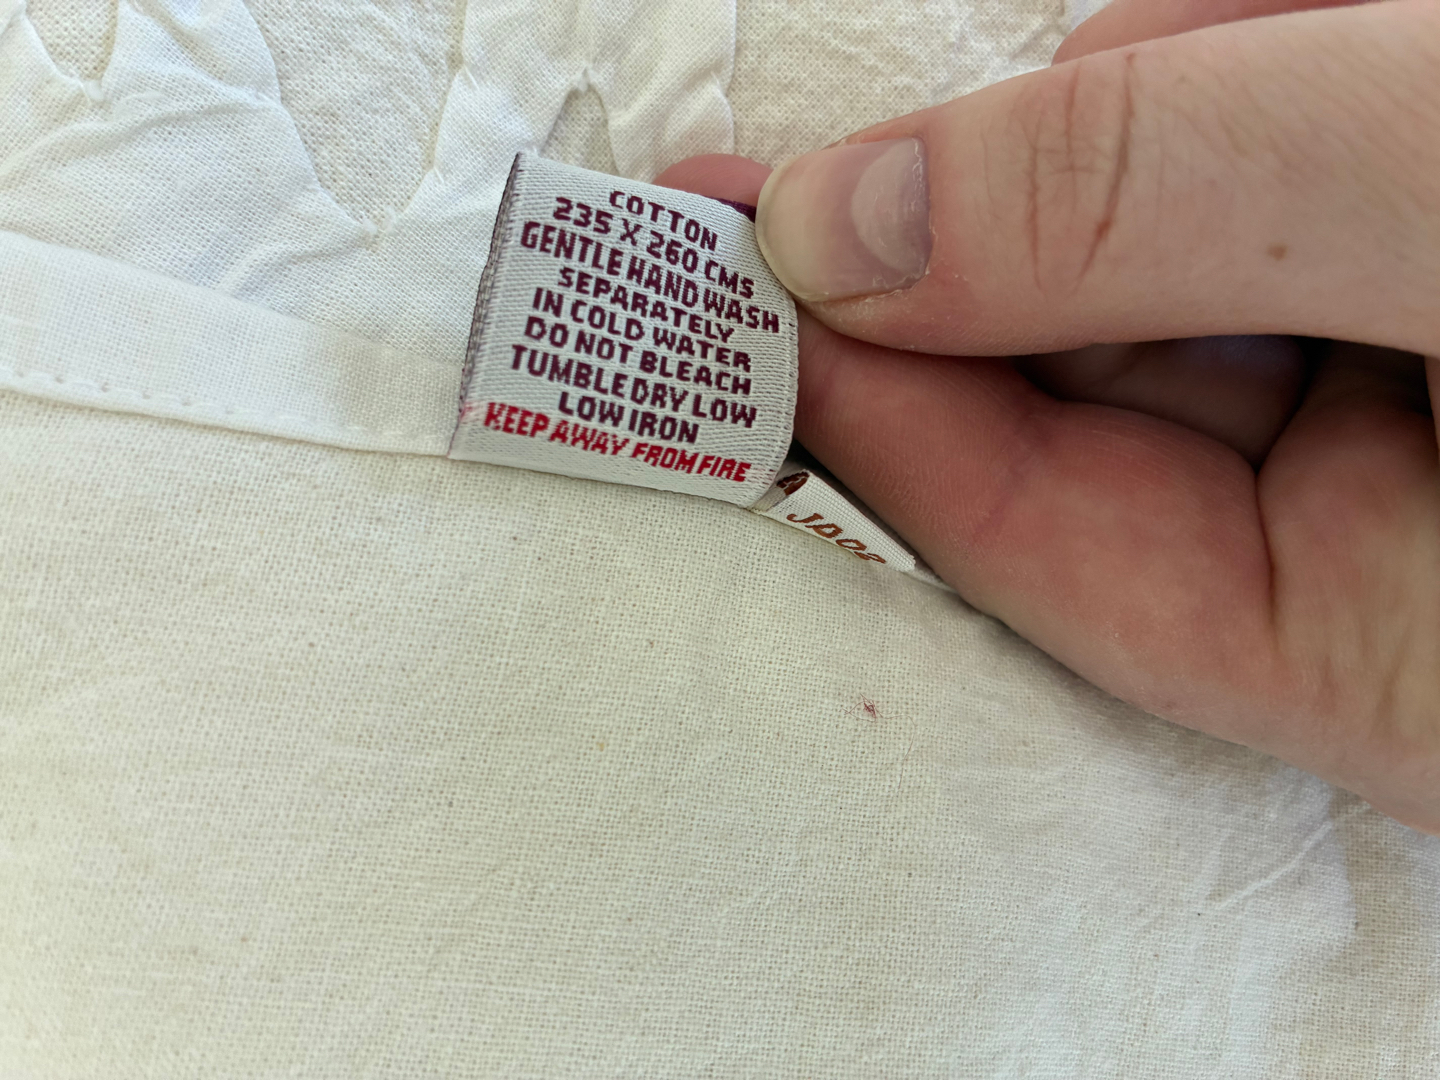 COTTON
235 X 260 CMS
GENTLE HAND WASH
SEPARATELY
IN COLD WATER
DO NOT BLEACH
TUMBLE DRY LOW
LOW IRON
KEEP AWAY FROM FIRE